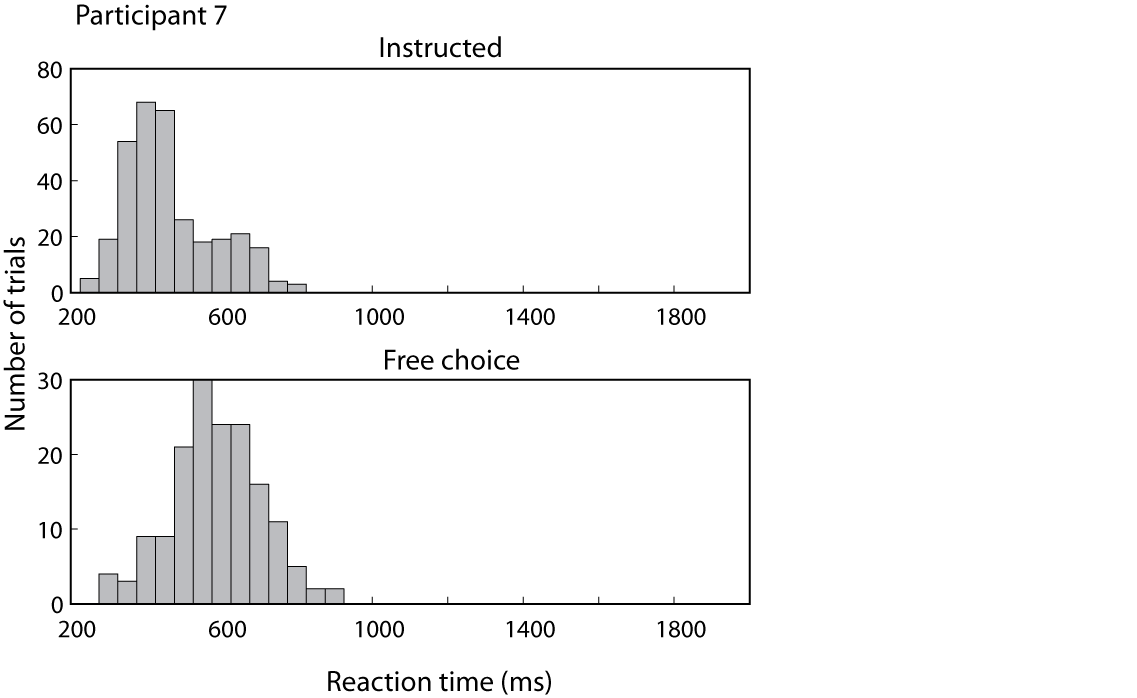 Participant 7
Instructed
80
60
40
20
0
200 600 1000 1400 1800
Number of trials
Free choice
30
20
10
0
200 600 1000 1400 1800
Reaction time (ms)